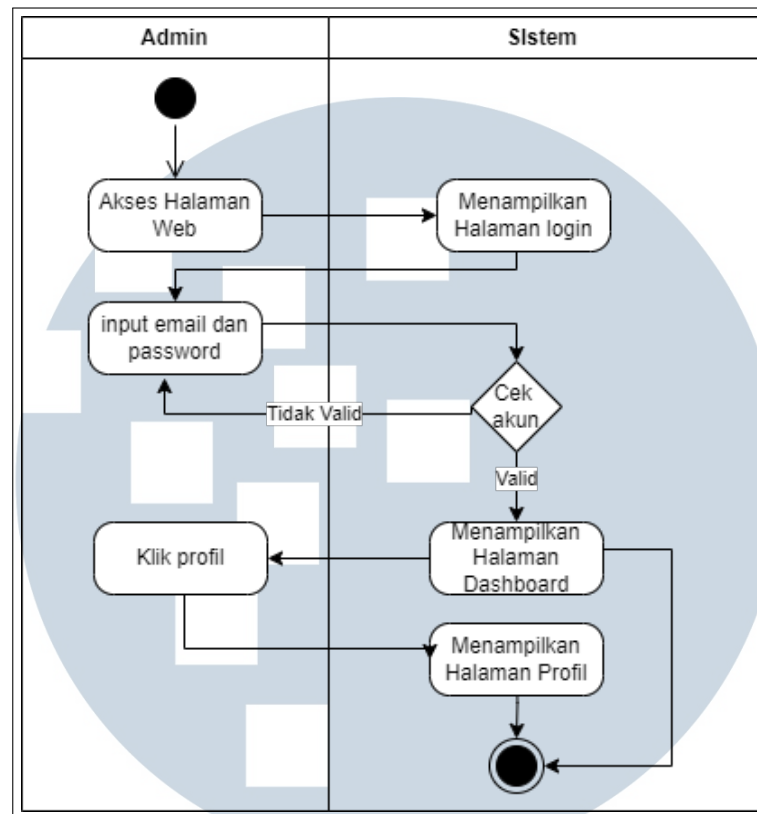 Admin
SIstem
Akses Halaman
Web
Menampilkan
Halaman login
input email dan
password
Cek
akun
Tidak Valid
Valid
Klik profil
Menampilkan
Halaman
Dashboard
Menampilkan
Halaman Profil